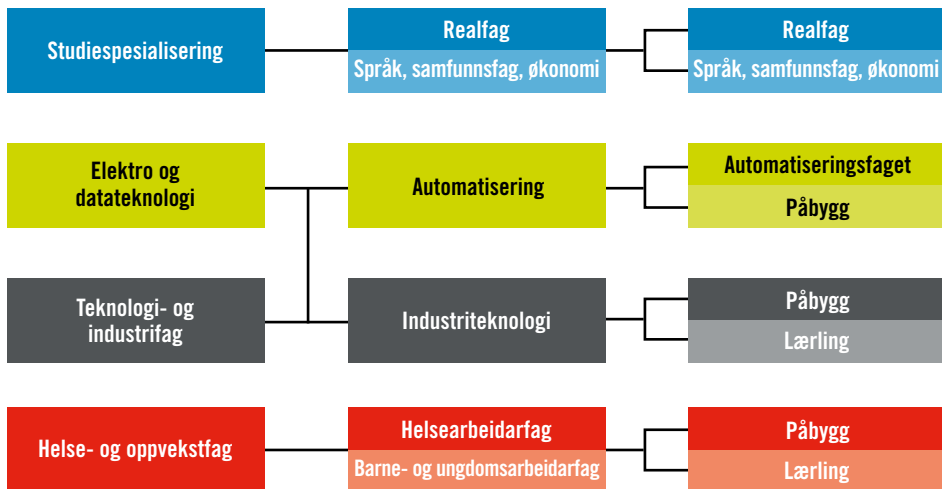 Studiespesialisering
Realfag
Språk, samfunnsfag, økonomi
Realfag
Språk, samfunnsfag, økonomi
Elektro og
datateknologi
Automatisering
Automatiseringsfaget
Påbygg
Teknologi- og
industrifag
Industriteknologi
Påbygg
Lærling
Helse- og oppvekstfag
Helsearbeidarfag
Barne- og ungdomsarbeidarfag
Påbygg
Lærling